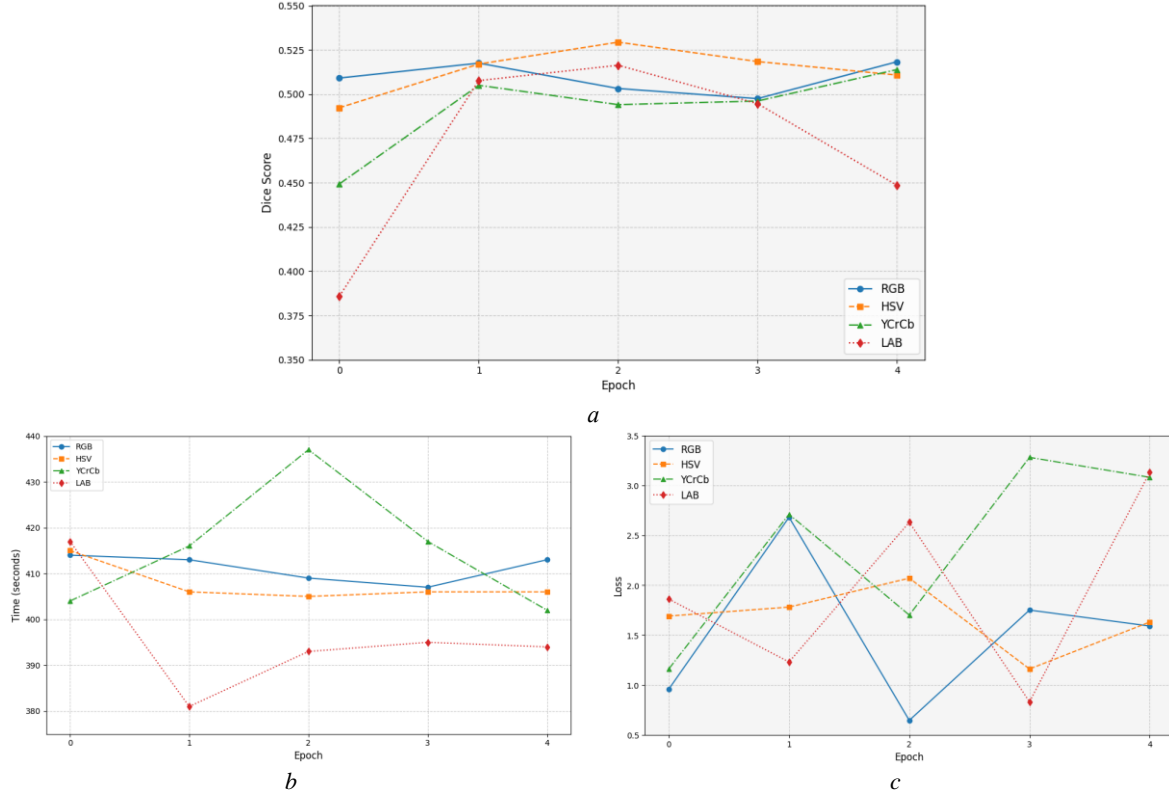 0.550
0.525
0.500
0.475
0.450
0.425
0.400
0.375
0.350
Dice Score
0 1 2 3 4
Epoch
RGB
HSV
YCrCb
LAB
a
440
430
420
410
400
390
380
Time (seconds)
0 1 2 3 4
Epoch
RGB
HSV
YCrCb
LAB
b
3.5
3.0
2.5
2.0
1.5
1.0
0.5
Loss
0 1 2 3 4
Epoch
RGB
HSV
YCrCb
LAB
c